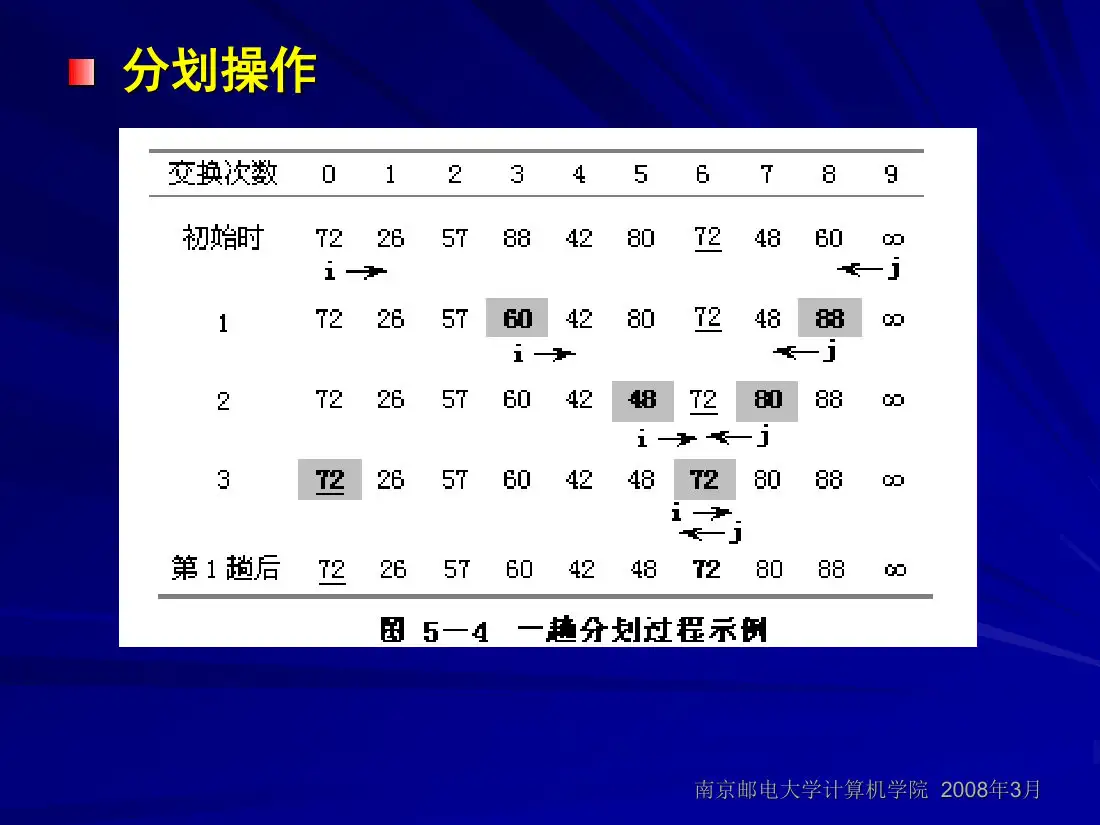 分划操作
变换次数 0 1 2 3 4 5 6 7 8 9
初始时 72 26 57 88 42 80 72 48 60 ∞
i j
1 72 26 57 60 42 80 72 48 88 ∞
i j
2 72 26 57 60 42 48 72 80 88 ∞
i j
3 72 26 57 60 42 48 72 80 88 ∞
i
j
第1趟后 72 26 57 60 42 48 72 80 88 ∞
图 5-4 一趟分划过程示例
南京邮电大学计算机学院 2008年3月